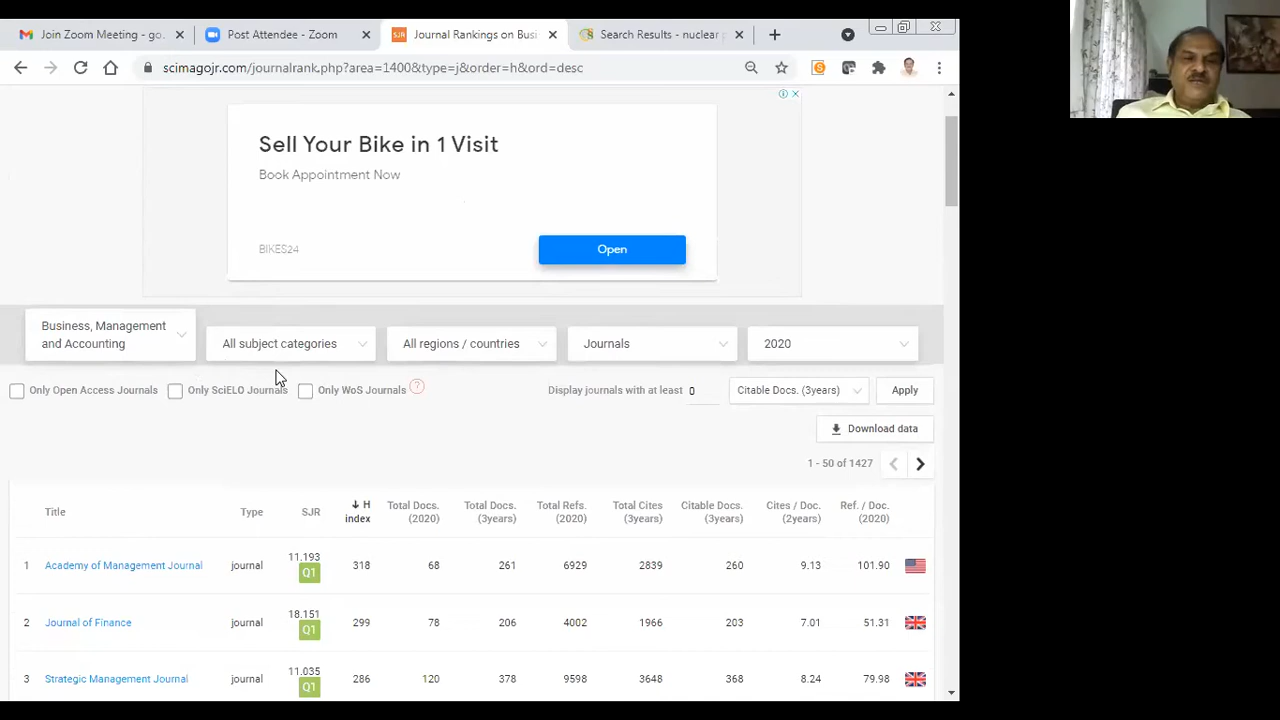 Join Zoom Meeting - go.
Post Attendee - Zoom
SJR
Journal Rankings on Busi
Search Results - nuclear p
scimagojr.com/journalrank.php?area=1400&type=j&order=h&ord=desc
Sell Your Bike in 1 Visit
Book Appointment Now
BIKES24
Open
Business, Management
and Accounting
All subject categories
All regions / countries
Journals
2020
Only Open Access Journals
Only SciELO Journals
Only WoS Journals
?
Display journals with at least
0
Citable Docs. (3years)
Apply
Download data
1 - 50 of 1427
Title Type SJR H index Total Docs. (2020) Total Docs. (3years) Total Refs. (2020) Total Cites (3years) Citable Docs. (3years) Cites / Doc. (2years) Ref. / Doc. (2020)
1 Academy of Management Journal journal 11.193 Q1 318 68 261 6929 2839 260 9.13 101.90
2 Journal of Finance journal 18.151 Q1 299 78 206 4002 1966 203 7.01 51.31
3 Strategic Management Journal journal 11.035 Q1 286 120 378 9598 3648 368 8.24 79.98